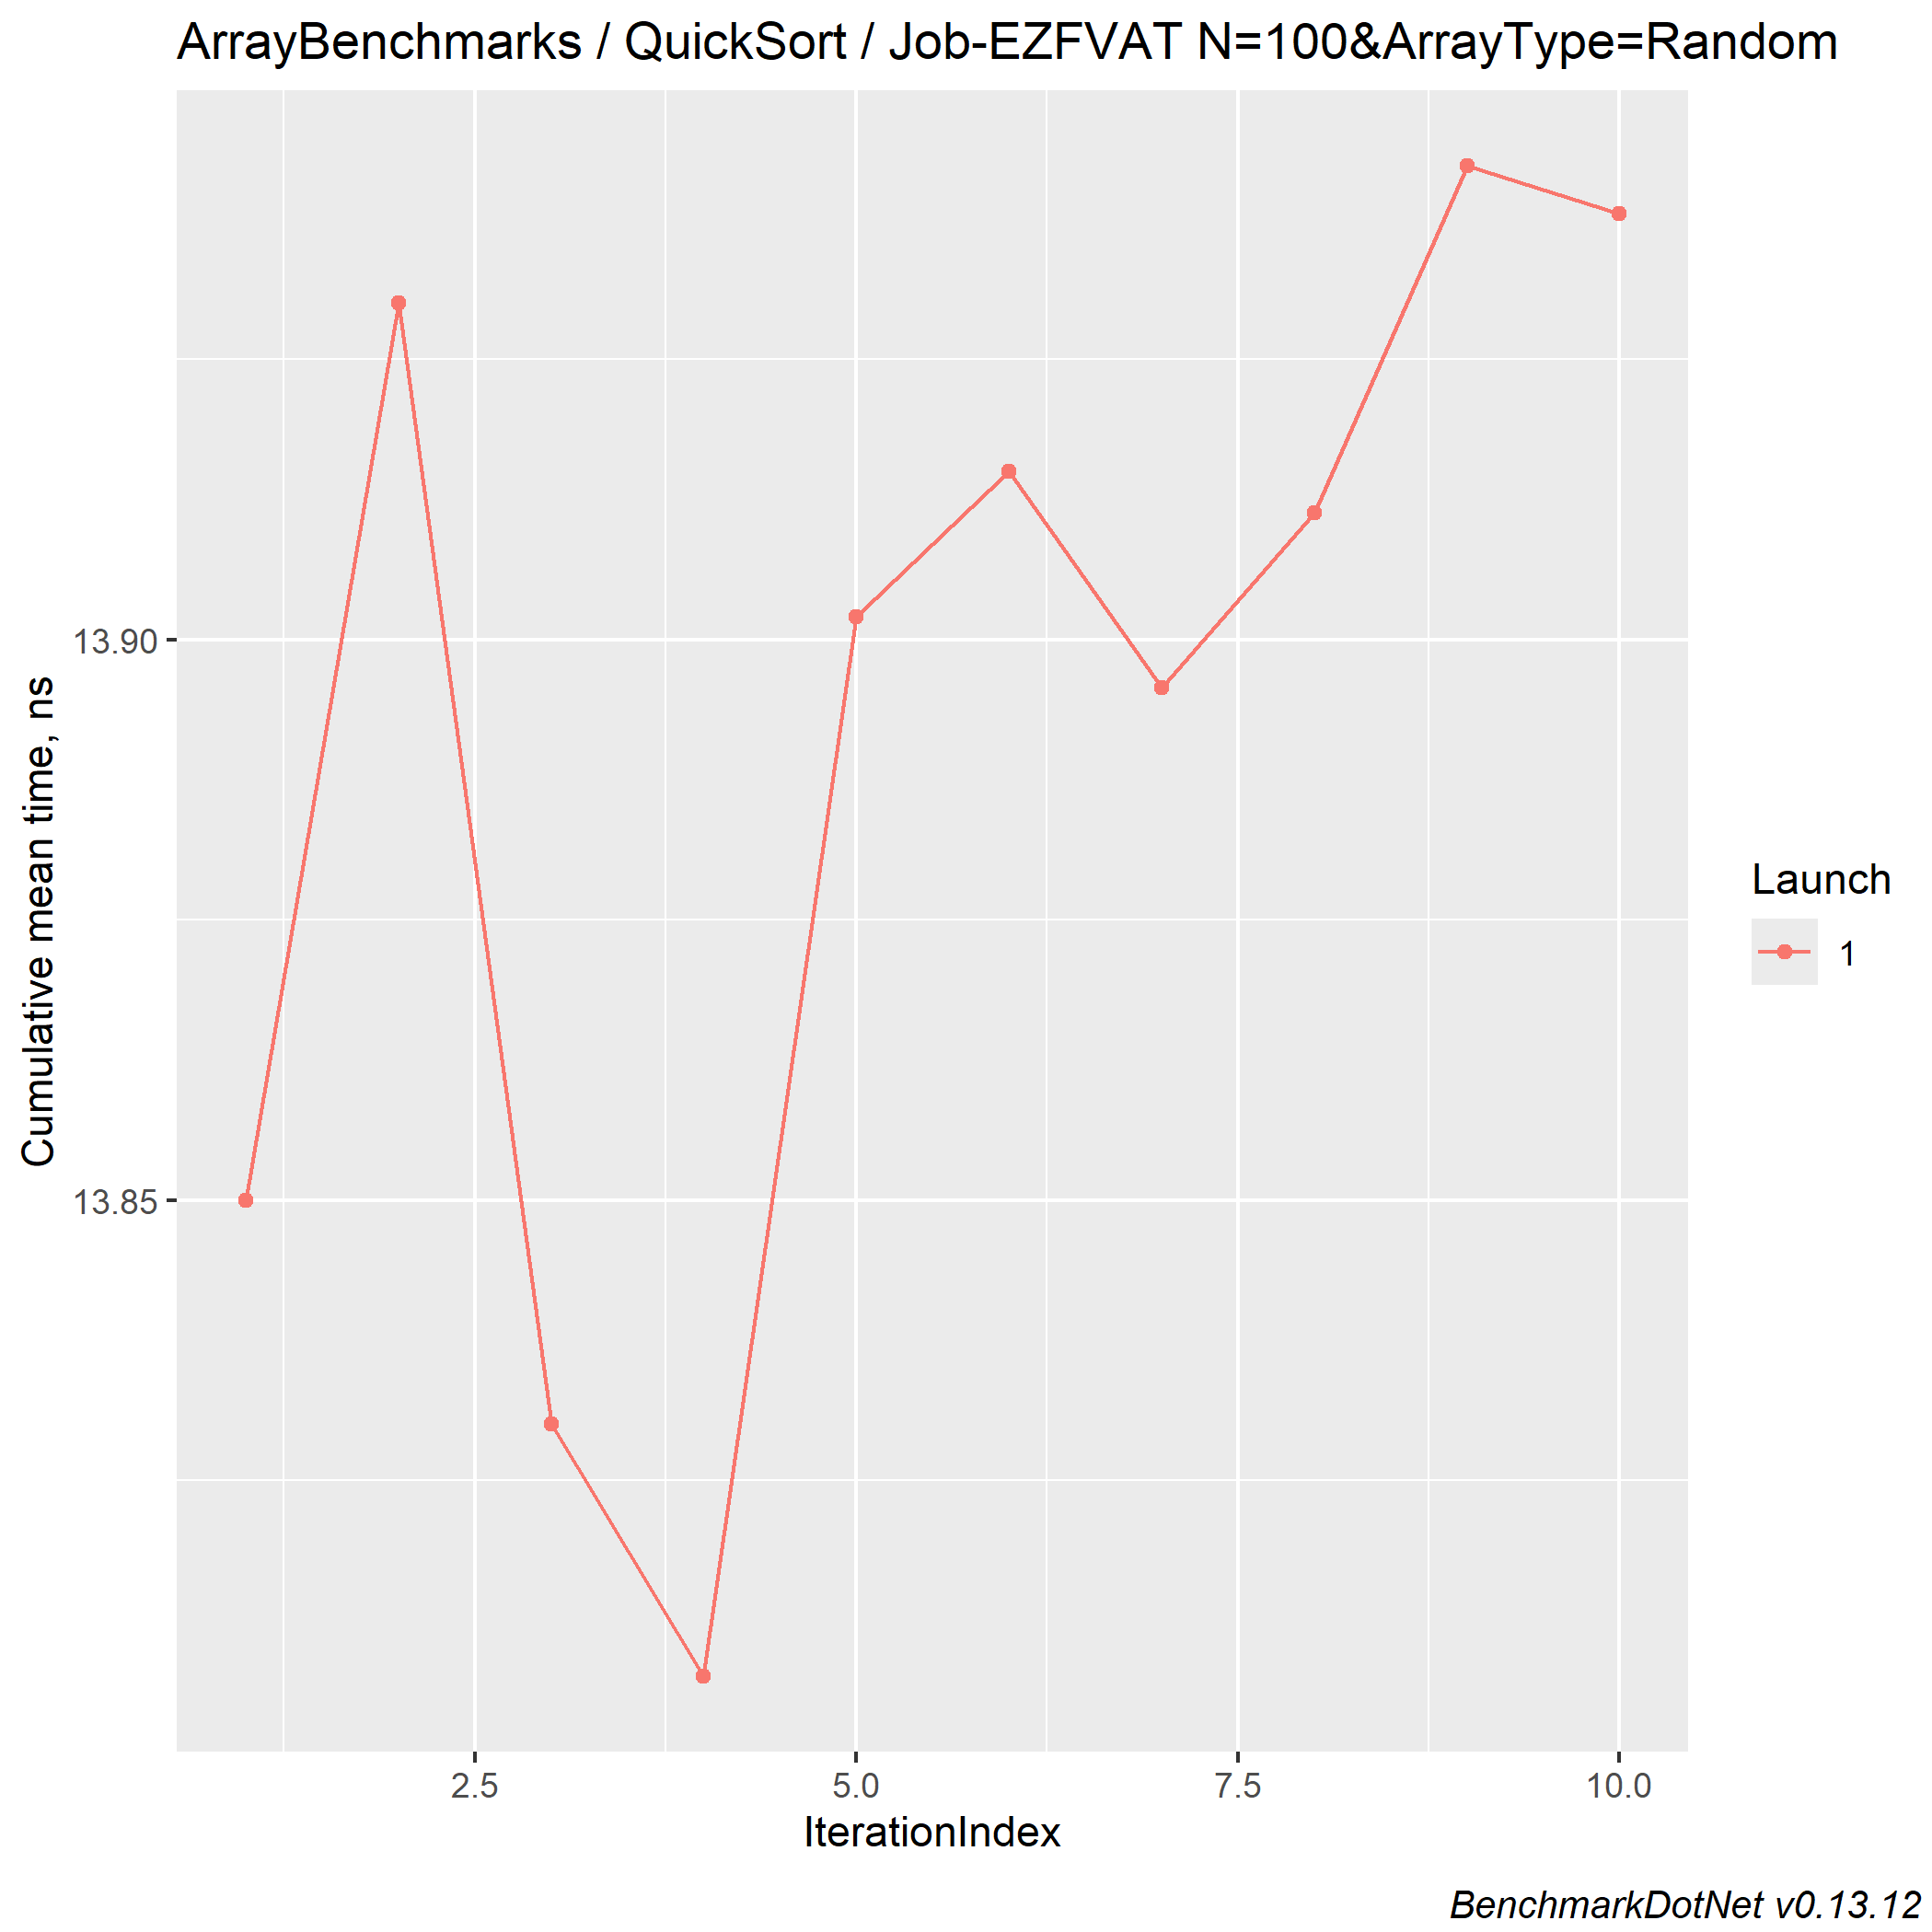 ArrayBenchmarks / QuickSort / Job-EZFVAT N=100&ArrayType=Random
Cumulative mean time, ns
13.90
13.85
2.5
5.0
7.5
10.0
IterationIndex
Launch
1
BenchmarkDotNet v0.13.12